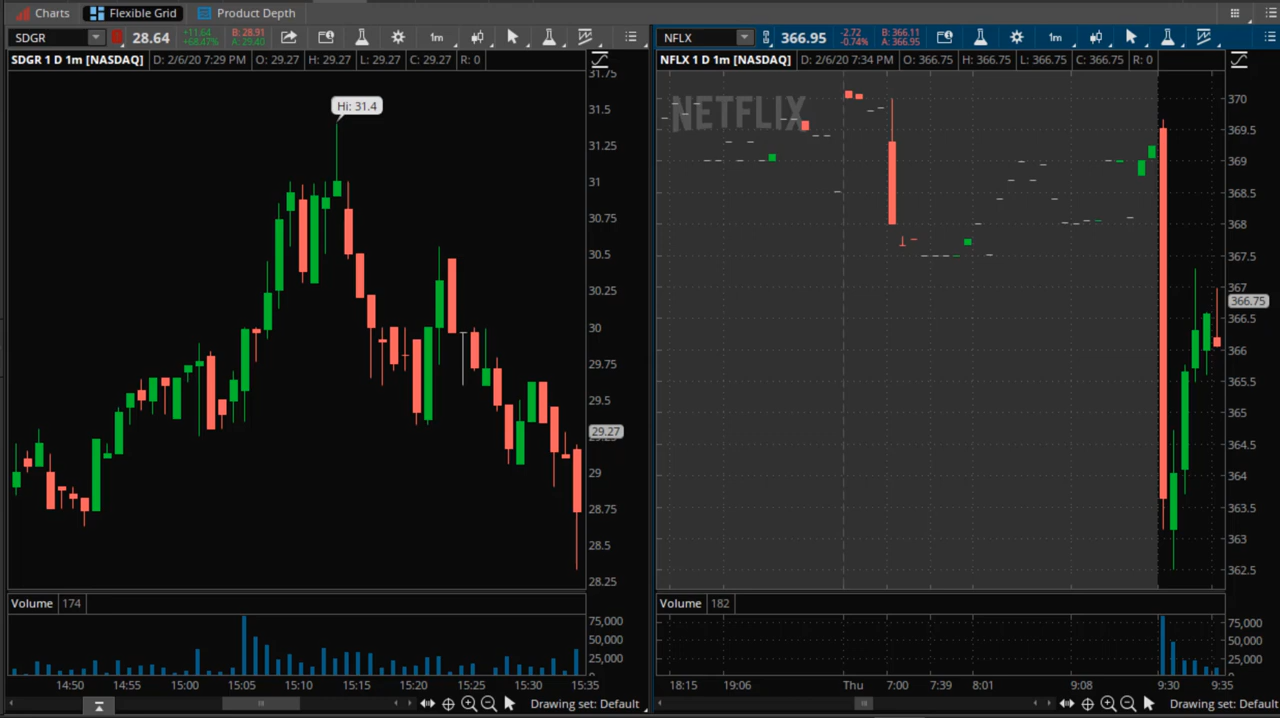 Charts Flexible Grid Product Depth
SDGR 28.64 +11.64 +68.47% B: 28.91 A: 29.40 1m
NFLX 366.95 -2.72 -0.74% B: 366.11 A: 366.95 1m
SDGR 1 D 1m [NASDAQ] D: 2/6/20 7:29 PM O: 29.27 H: 29.27 L: 29.27 C: 29.27 R: 0
NFLX 1 D 1m [NASDAQ] D: 2/6/20 7:34 PM O: 366.75 H: 366.75 L: 366.75 C: 366.75 R: 0
Hi: 31.4
31.75
31.5
31.25
31
30.75
30.5
30.25
30
29.75
29.5
29.27
29
28.75
28.5
28.25
NETFLIX
370
369.5
369
368.5
368
367.5
367
366.75
366.5
366
365.5
365
364.5
364
363.5
363
362.5
Volume 174
75,000
50,000
25,000
Volume 182
75,000
50,000
25,000
14:50 14:55 15:00 15:05 15:10 15:15 15:20 15:25 15:30 15:35
18:15 19:06 Thu 7:00 7:39 8:01 9:08 9:30 9:35
Drawing set: Default
Drawing set: Default